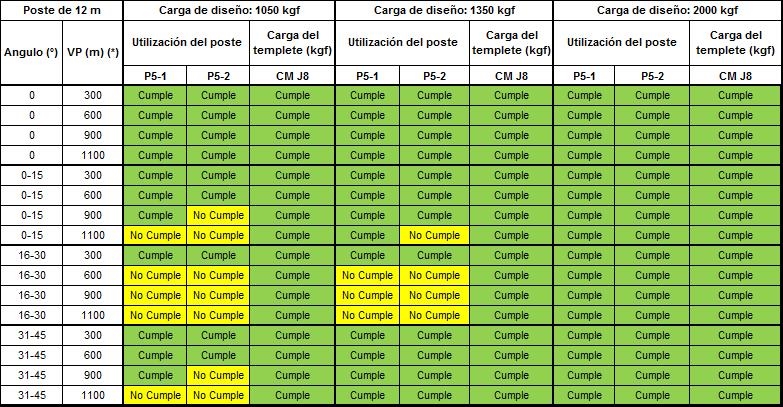 Poste de 12 m Carga de diseño: 1050 kgf Carga de diseño: 1350 kgf Carga de diseño: 2000 kgf
Angulo (°) VP (m) (*) Utilización del poste Carga del templete (kgf) Utilización del poste Carga del templete (kgf) Utilización del poste Carga del templete (kgf)
P5-1 P5-2 CM J8 P5-1 P5-2 CM J8 P5-1 P5-2 CM J8
0 300 Cumple Cumple Cumple Cumple Cumple Cumple Cumple Cumple Cumple
0 600 Cumple Cumple Cumple Cumple Cumple Cumple Cumple Cumple Cumple
0 900 Cumple Cumple Cumple Cumple Cumple Cumple Cumple Cumple Cumple
0 1100 Cumple Cumple Cumple Cumple Cumple Cumple Cumple Cumple Cumple
0-15 300 Cumple Cumple Cumple Cumple Cumple Cumple Cumple Cumple Cumple
0-15 600 Cumple Cumple Cumple Cumple Cumple Cumple Cumple Cumple Cumple
0-15 900 Cumple No Cumple Cumple Cumple Cumple Cumple Cumple Cumple Cumple
0-15 1100 No Cumple No Cumple Cumple Cumple No Cumple Cumple Cumple Cumple Cumple
16-30 300 Cumple Cumple Cumple Cumple Cumple Cumple Cumple Cumple Cumple
16-30 600 No Cumple No Cumple Cumple No Cumple No Cumple Cumple Cumple Cumple Cumple
16-30 900 No Cumple No Cumple Cumple No Cumple No Cumple Cumple Cumple Cumple Cumple
16-30 1100 No Cumple No Cumple Cumple No Cumple No Cumple Cumple Cumple Cumple Cumple
31-45 300 Cumple Cumple Cumple Cumple Cumple Cumple Cumple Cumple Cumple
31-45 600 Cumple Cumple Cumple Cumple Cumple Cumple Cumple Cumple Cumple
31-45 900 Cumple No Cumple Cumple Cumple Cumple Cumple Cumple Cumple Cumple
31-45 1100 No Cumple No Cumple Cumple Cumple Cumple Cumple Cumple Cumple Cumple